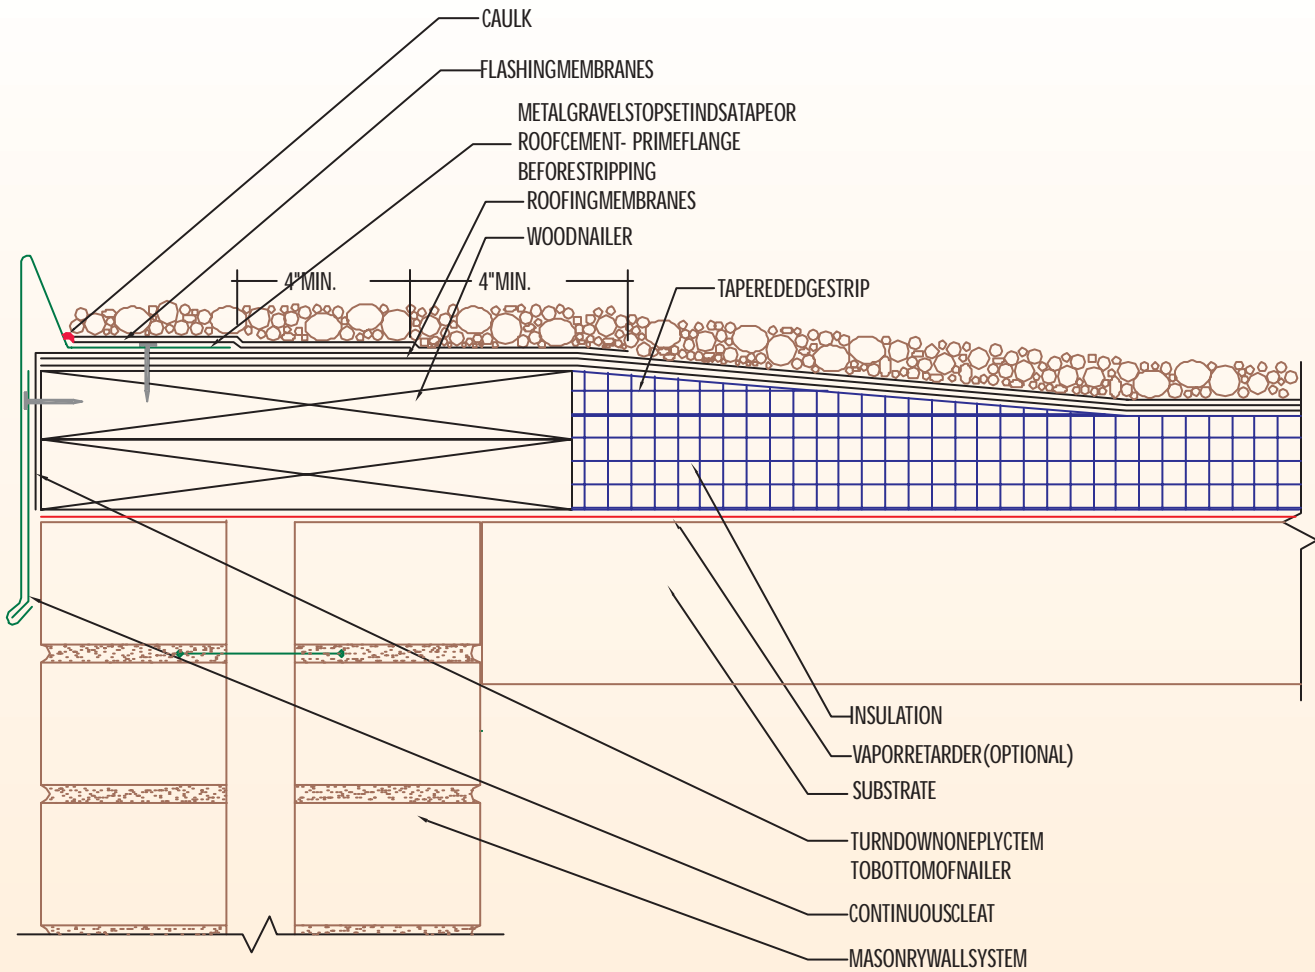 CAULK
FLASHINGMEMBRANES
METALGRAVELSTOPSETINDSATAPEOR
ROOFCEMENT- PRIMEFLANGE
BEFORESTRIPPING
ROOFINGMEMBRANES
WOODNAILER
4"MIN.
4"MIN.
TAPEREDEDGESTRIP
INSULATION
VAPORRETARDER(OPTIONAL)
SUBSTRATE
TURNDOWNONEPLYCTEM
TOBOTTOMOFNAILER
CONTINUOUSCLEAT
MASONRYWALLSYSTEM